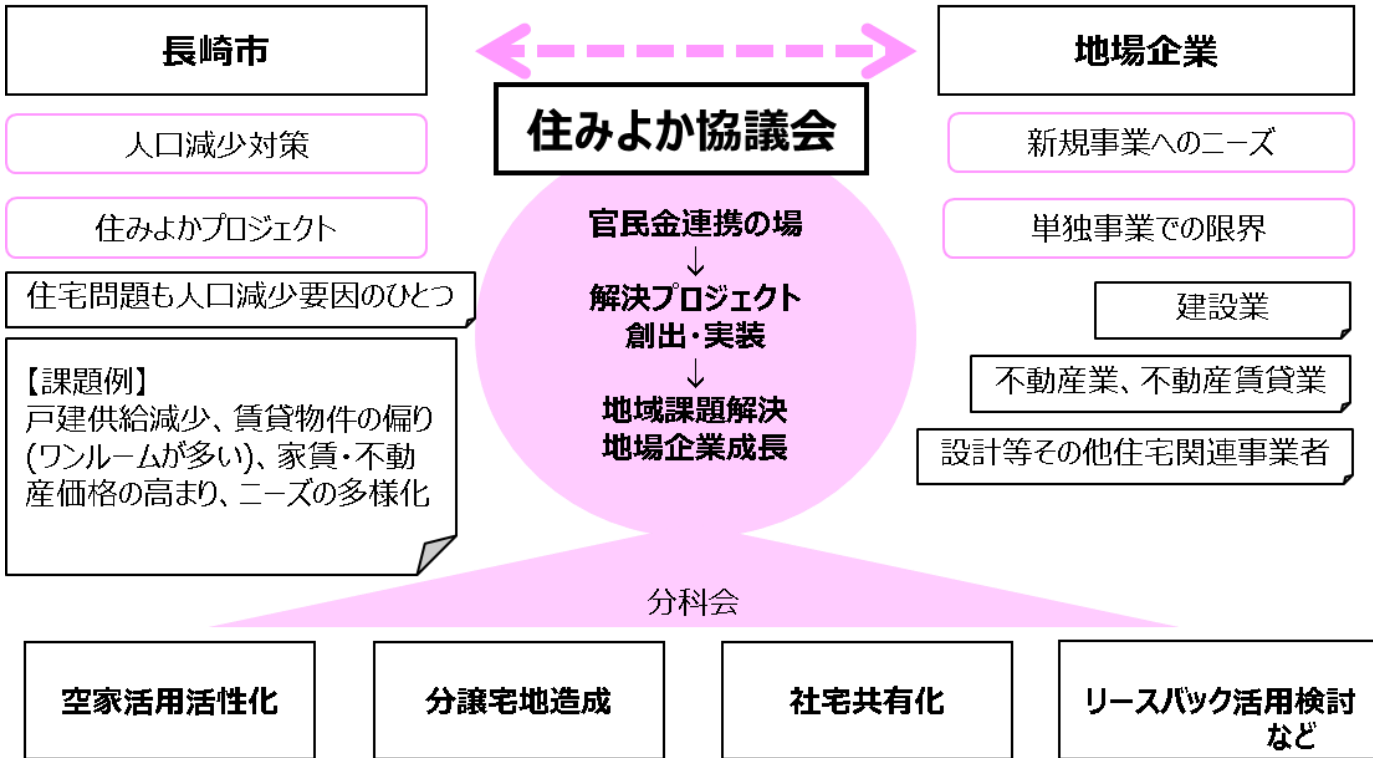 長崎市
人口減少対策
住みよかプロジェクト
住宅問題も人口減少要因のひとつ
【課題例】
戸建供給減少、賃貸物件の偏り
(ワンルームが多い)、家賃・不動
産価格の高まり、ニーズの多様化
住みよか協議会
官民金連携の場
↓
解決プロジェクト
創出・実装
↓
地域課題解決
地場企業成長
地場企業
新規事業へのニーズ
単独事業での限界
建設業
不動産業、不動産賃貸業
設計等その他住宅関連事業者
分科会
空家活用活性化
分譲宅地造成
社宅共有化
リースバック活用検討
など